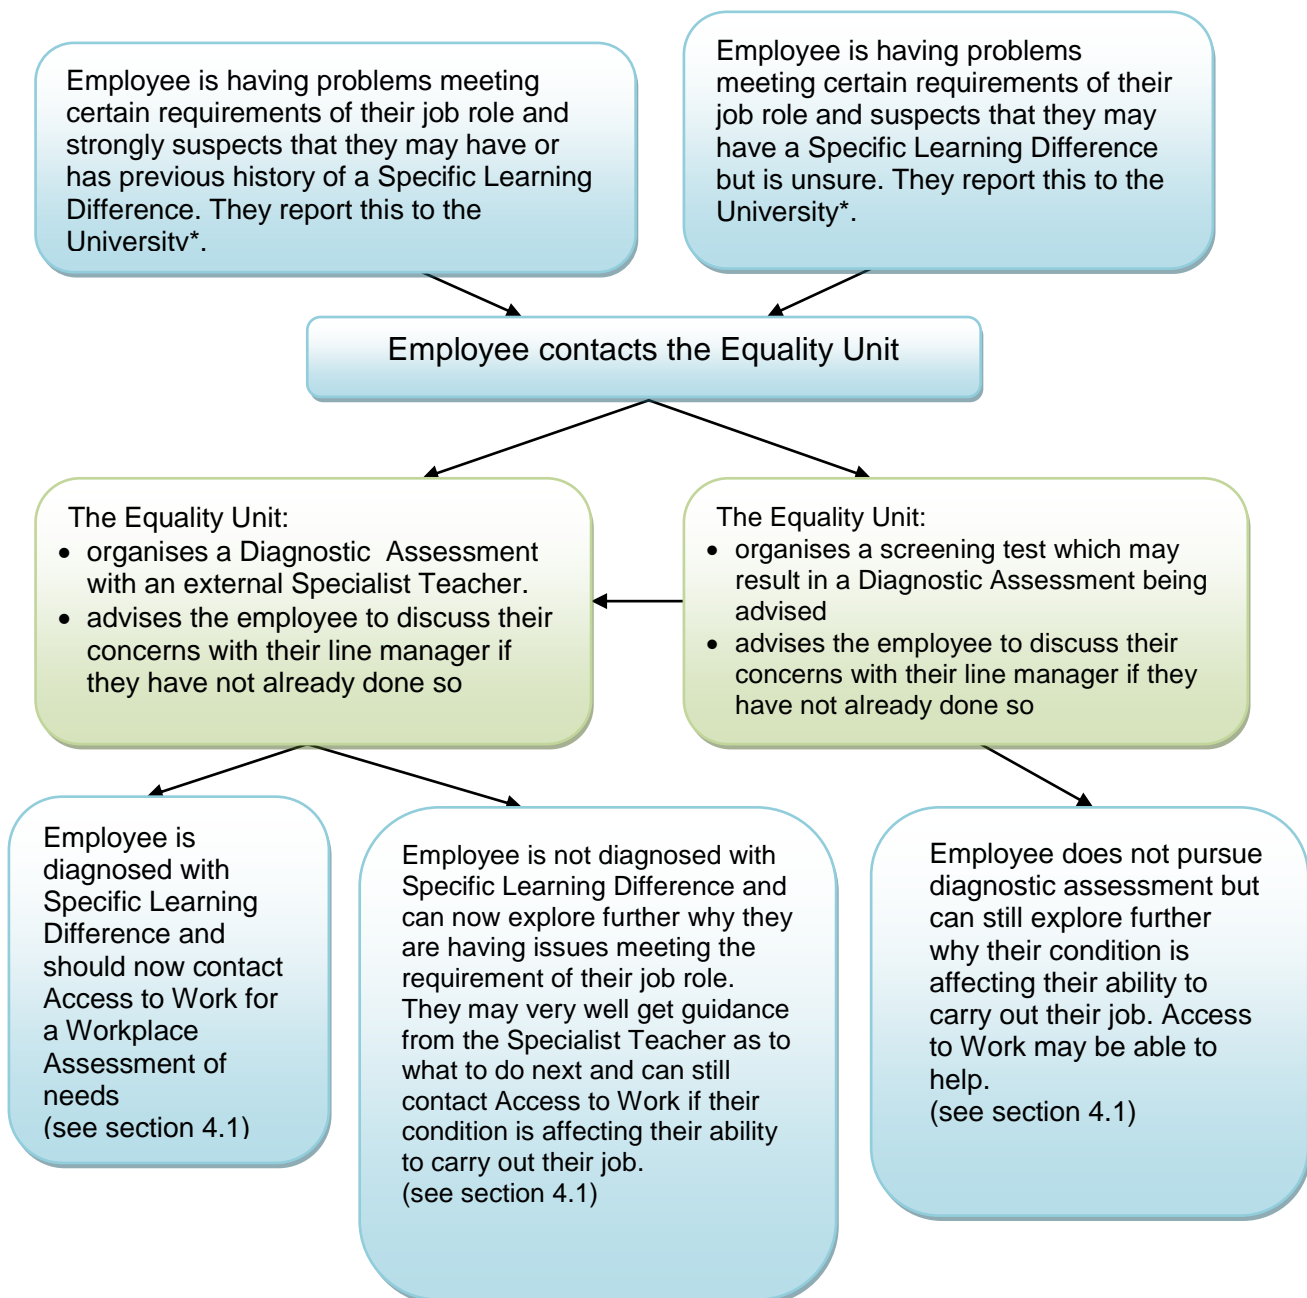 Employee is having problems meeting
certain requirements of their job role and
strongly suspects that they may have or
has previous history of a Specific Learning
Difference. They report this to the
University*.
Employee is having problems
meeting certain requirements of their
job role and suspects that they may
have a Specific Learning Difference
but is unsure. They report this to the
University*.
Employee contacts the Equality Unit
The Equality Unit:
• organises a Diagnostic Assessment
with an external Specialist Teacher.
• advises the employee to discuss their
concerns with their line manager if
they have not already done so
The Equality Unit:
• organises a screening test which may
result in a Diagnostic Assessment being
advised
• advises the employee to discuss their
concerns with their line manager if they
have not already done so
Employee is
diagnosed with
Specific Learning
Difference and
should now contact
Access to Work for
a Workplace
Assessment of
needs
(see section 4.1)
Employee is not diagnosed with
Specific Learning Difference and
can now explore further why they
are having issues meeting the
requirement of their job role.
They may very well get guidance
from the Specialist Teacher as to
what to do next and can still
contact Access to Work if their
condition is affecting their ability
to carry out their job.
(see section 4.1)
Employee does not pursue
diagnostic assessment but
can still explore further
why their condition is
affecting their ability to
carry out their job. Access
to Work may be able to
help.
(see section 4.1)